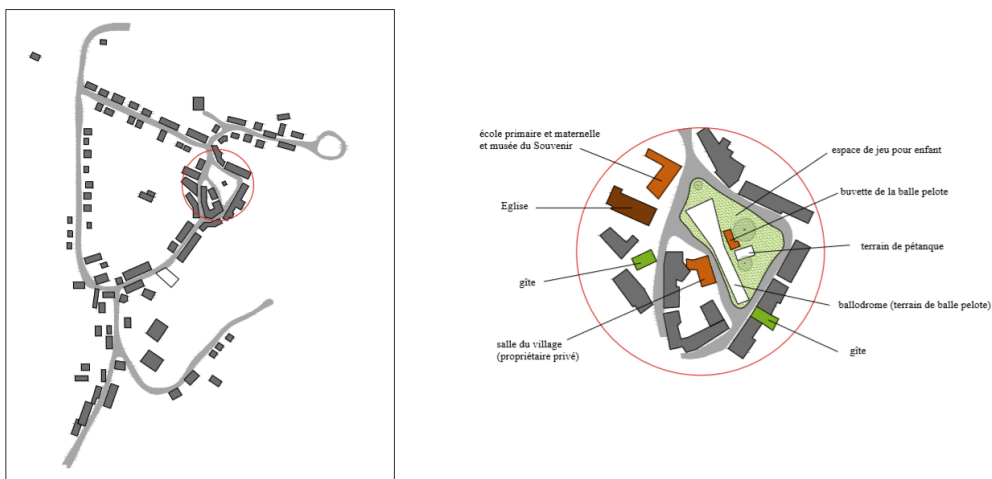 école primaire et maternelle
et musée du Souvenir
Eglise
gîte
salle du village
(propriétaire privé)
espace de jeu pour enfant
buvette de la balle pelote
terrain de pétanque
ballodrome (terrain de balle pelote)
gîte